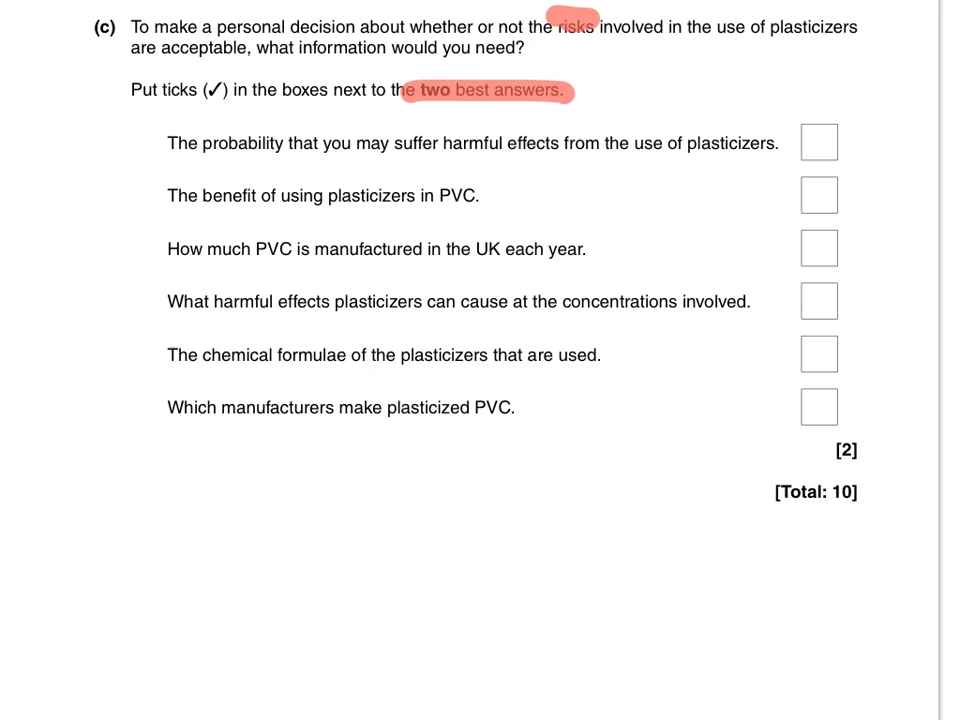 (c) To make a personal decision about whether or not the risks involved in the use of plasticizers
are acceptable, what information would you need?
Put ticks (✓) in the boxes next to the two best answers.
The probability that you may suffer harmful effects from the use of plasticizers.
The benefit of using plasticizers in PVC.
How much PVC is manufactured in the UK each year.
What harmful effects plasticizers can cause at the concentrations involved.
The chemical formulae of the plasticizers that are used.
Which manufacturers make plasticized PVC.
[2]
[Total: 10]